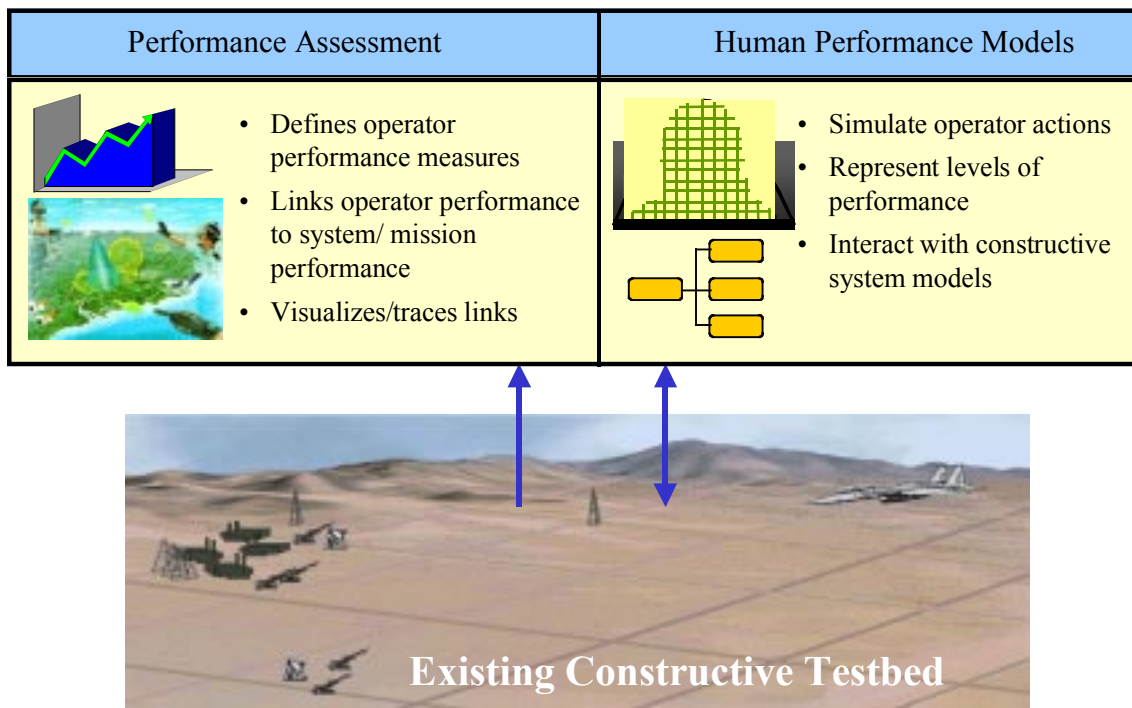 Performance Assessment
Human Performance Models
• Defines operator
performance measures
• Links operator performance
to system/ mission
performance
• Visualizes/traces links
• Simulate operator actions
• Represent levels of
performance
• Interact with constructive
system models
Existing Constructive Testbed